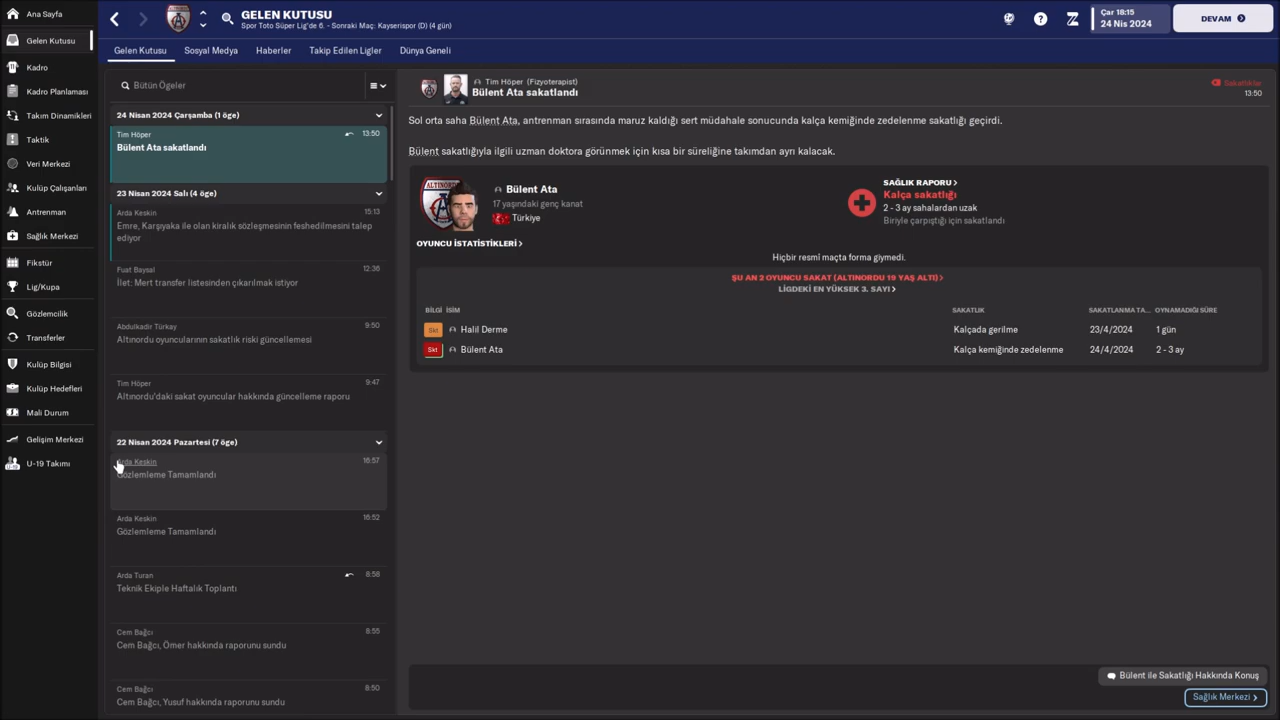 Ana Sayfa
Gelen Kutusu
Kadro
Kadro Planlaması
Takım Dinamikleri
Taktik
Veri Merkezi
Kulüp Çalışanları
Antrenman
Sağlık Merkezi
Fikstür
Lig/Kupa
Gözlemcilik
Transferler
Kulüp Bilgisi
Kulüp Hedefleri
Mali Durum
Gelişim Merkezi
U-19 Takımı
GELEN KUTUSU
Spor Toto Süper Lig'de 6. - Sonraki Maç: Kayserispor (D) (4 gün)
Çar 18:15
24 Nis 2024
DEVAM
Gelen Kutusu Sosyal Medya Haberler Takip Edilen Ligler Dünya Geneli
Bütün Ögeler
24 Nisan 2024 Çarşamba (1 öge)
Tim Höper 13:50
Bülent Ata sakatlandı
23 Nisan 2024 Salı (4 öge)
Arda Keskin 15:13
Emre, Karşıyaka ile olan kiralık sözleşmesinin feshedilmesini talep
ediyor
Fuat Baysal 12:36
İlet: Mert transfer listesinden çıkarılmak istiyor
Abdulkadir Türkay 9:50
Altınordu oyuncularının sakatlık riski güncellemesi
Tim Höper 9:47
Altınordu'daki sakat oyuncular hakkında güncelleme raporu
22 Nisan 2024 Pazartesi (7 öge)
Arda Keskin 16:57
Gözlemleme Tamamlandı
Arda Keskin 16:52
Gözlemleme Tamamlandı
Arda Turan 8:58
Teknik Ekiple Haftalık Toplantı
Cem Bağcı 8:55
Cem Bağcı, Ömer hakkında raporunu sundu
Cem Bağcı 8:50
Cem Bağcı, Yusuf hakkında raporunu sundu
Tim Höper (Fizyoterapist)
Bülent Ata sakatlandı
Sakatlıklar
13:50
Sol orta saha Bülent Ata, antrenman sırasında maruz kaldığı sert müdahale sonucunda kalça kemiğinde zedelenme sakatlığı geçirdi.
Bülent sakatlığıyla ilgili uzman doktora görünmek için kısa bir süreliğine takımdan ayrı kalacak.
ALTINORDU
Bülent Ata
17 yaşındaki genç kanat
Türkiye
OYUNCU İSTATİSTİKLERİ
SAĞLIK RAPORU
Kalça sakatlığı
2 - 3 ay sahalardan uzak
Biriyle çarpıştığı için sakatlandı
Hiçbir resmî maçta forma giymedi.
ŞU AN 2 OYUNCU SAKAT (ALTINORDU 19 YAŞ ALTI)
LİGDEKİ EN YÜKSEK 3. SAYI
BİLGİ İSİM SAKATLIK SAKATLANMA TA... OYNAMADIĞI SÜRE
Skt Halil Derme Kalçada gerilme 23/4/2024 1 gün
Skt Bülent Ata Kalça kemiğinde zedelenme 24/4/2024 2 - 3 ay
Bülent ile Sakatlığı Hakkında Konuş
Sağlık Merkezi